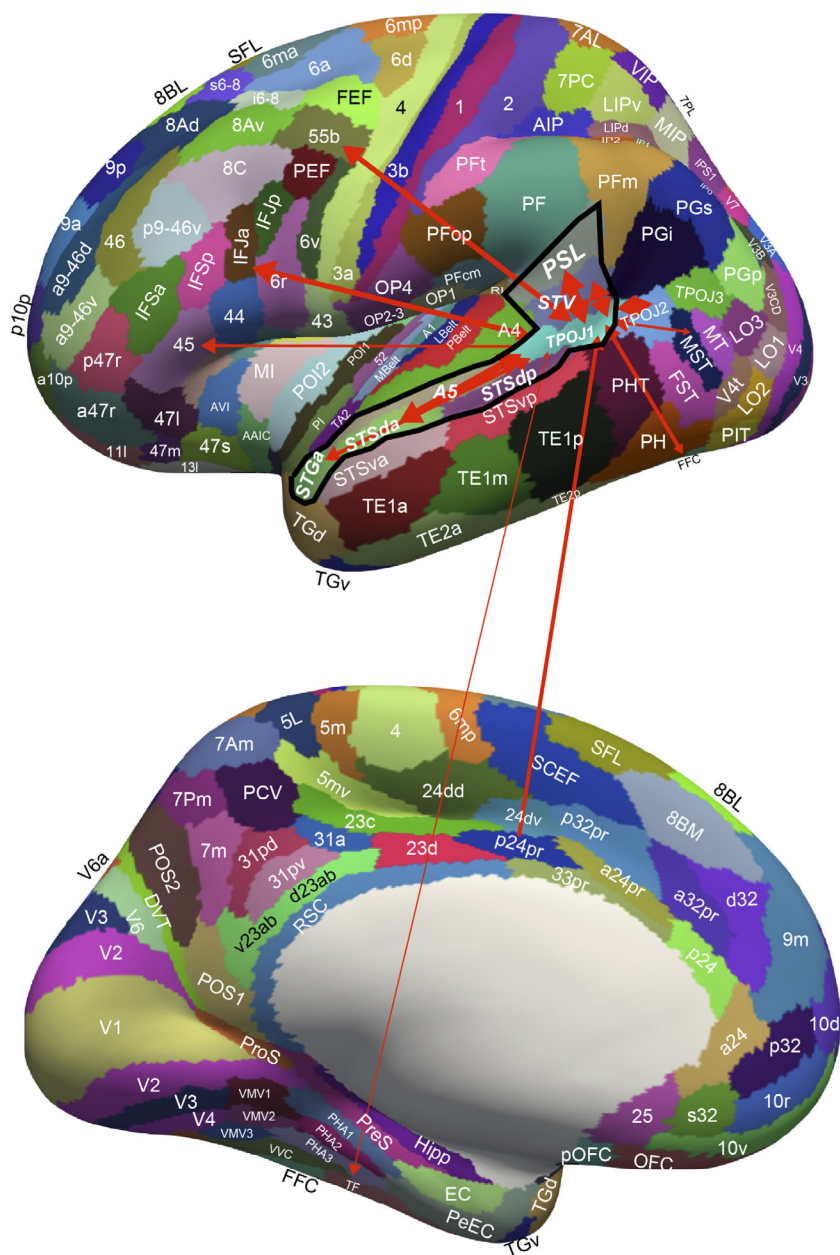 6mp
7AL
SFL
6ma
6a
6d
VIP
s6-8
7PC
8BL
i6-8
FEF
4
1
2
LIPv
7PL
8Ad
8Av
55b
AIP
LIPd
MIP
IP2
IP1
9p
8C
PEF
3b
PFt
PF
PFm
IPS1
IP0
V7
IFJp
PGs
9a
46
p9-46v
IFJa
6v
PFop
PSL
PGi
V3A
V3B
a9-46d
IFSp
3a
PFcm
PGp
IFSa
6r
OP4
RI
STV
TPOJ3
V3CD
p10p
a9-46v
OP1
44
43
OP2-3
A4
TPOJ1
TPOJ2
MT
LO3
45
A1
LBelt
PBelt
MST
LO1
V4
p47r
MI
POI2
POI1
52
MBelt
STSdp
V3
a10p
A5
PHT
FST
V4t
LO2
a47r
AVI
STSvp
47l
PI
TA2
STSda
PH
PIT
AAIC
11l
47m
47s
STGa
STSva
TE1p
FFC
13l
TE1m
TE1a
TE2p
TGd
TE2a
TGv
5L
5m
4
6mp
SFL
7Am
SCEF
8BL
5mv
24dd
7Pm
PCV
24dv
p32pr
8BM
23c
7m
31pd
31a
23d
p24pr
V6a
POS2
31pv
33pr
a24pr
d23ab
a32pr
d32
V3
V6
DVT
v23ab
RSC
9m
V2
p24
POS1
10d
V1
a24
p32
ProS
V2
VMV1
10r
V3
PHA1
PreS
25
s32
V4
VMV2
PHA2
Hipp
VMV3
PHA3
10v
VVC
pOFC
OFC
FFC
TF
EC
TGd
PeEC
TGv